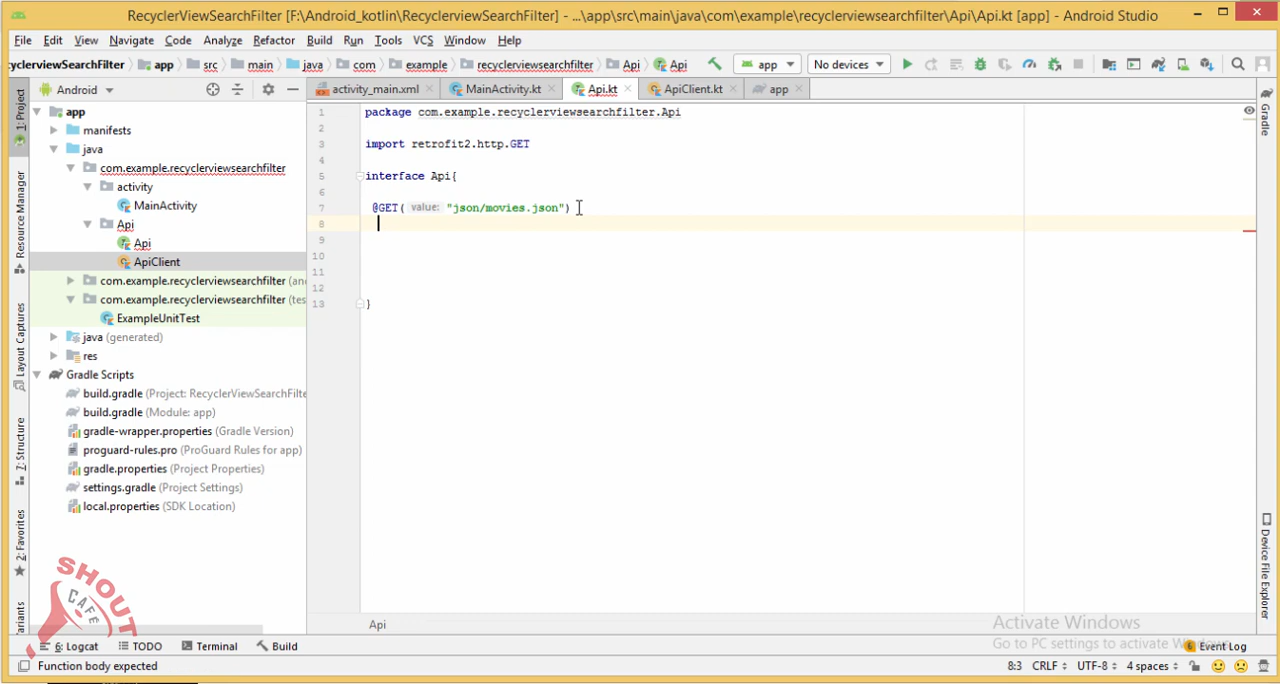 RecyclerViewSearchFilter [F:\Android_kotlin\RecyclerviewSearchFilter] - ...\app\src\main\java\com\example\recyclerviewsearchfilter\Api\Api.kt [app] - Android Studio
File Edit View Navigate Code Analyze Refactor Build Run Tools VCS Window Help
cyclerviewSearchFilter app src main java com example recyclerviewsearchfilter Api Api app No devices
Android
activity_main.xml MainActivity.kt Api.kt ApiClient.kt app
1: Project
Resource Manager
Layout Captures
7: Structure
2: Favorites
app
manifests
java
com.example.recyclerviewsearchfilter
activity
MainActivity
Api
Api
ApiClient
com.example.recyclerviewsearchfilter (an
com.example.recyclerviewsearchfilter (tes
ExampleUnitTest
java (generated)
res
Gradle Scripts
build.gradle (Project: RecyclerViewSearchFilte
build.gradle (Module: app)
gradle-wrapper.properties (Gradle Version)
proguard-rules.pro (ProGuard Rules for app)
gradle.properties (Project Properties)
settings.gradle (Project Settings)
local.properties (SDK Location)
1 package com.example.recyclerviewsearchfilter.Api
2
3 import retrofit2.http.GET
4
5 interface Api{
6
7 @GET( value: "json/movies.json")
8
9
10
11
12
13 }
Gradle
Device File Explorer
SHOUT
CAFE
Api
Activate Windows
Go to PC settings to activate
6: Logcat TODO Terminal Build Event Log
Function body expected 8:3 CRLF UTF-8 4 spaces